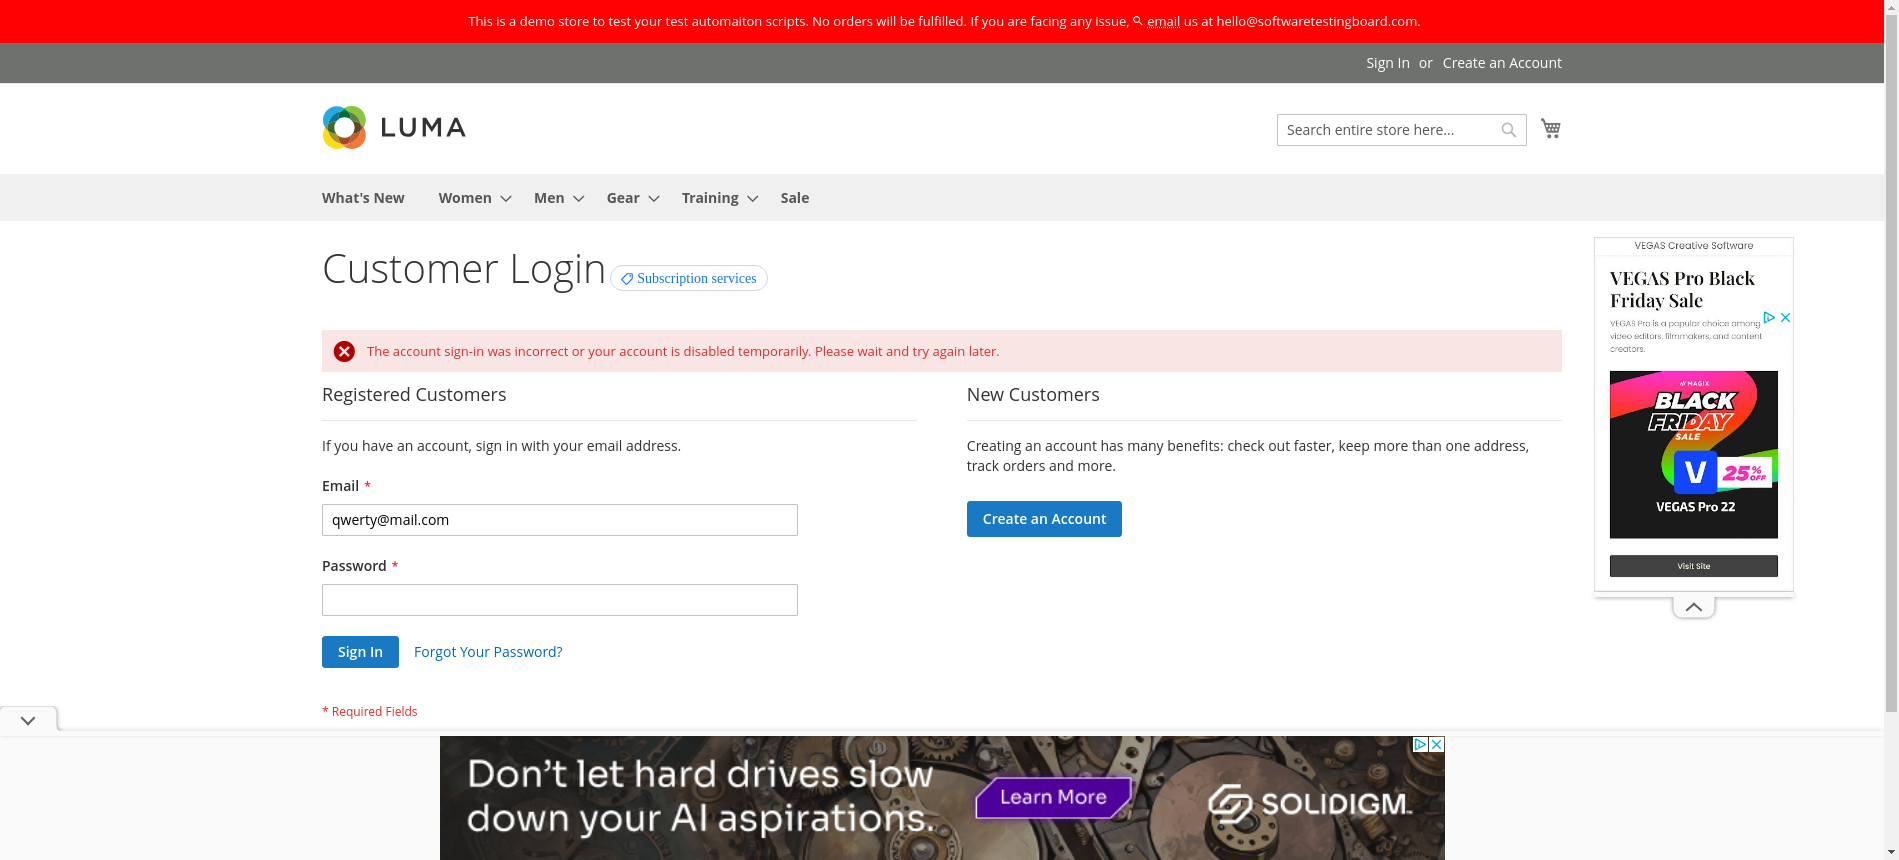 This is a demo store to test your test automaiton scripts. No orders will be fulfilled. If you are facing any issue, email us at hello@softwaretestingboard.com.
Sign In or Create an Account
LUMA
Search entire store here...
What's New Women Men Gear Training Sale
Customer Login
Subscription services
VEGAS Creative Software
VEGAS Pro Black
Friday Sale
VEGAS Pro is a popular choice among
video editors, filmmakers, and content
creators.
MAGIX
BLACK
FRIDAY
SALE
V
25%
OFF
VEGAS Pro 22
Visit Site
The account sign-in was incorrect or your account is disabled temporarily. Please wait and try again later.
Registered Customers
If you have an account, sign in with your email address.
Email *
qwerty@mail.com
Password *
Sign In
Forgot Your Password?
* Required Fields
New Customers
Creating an account has many benefits: check out faster, keep more than one address,
track orders and more.
Create an Account
Don't let hard drives slow
down your AI aspirations.
Learn More
SOLIDIGM